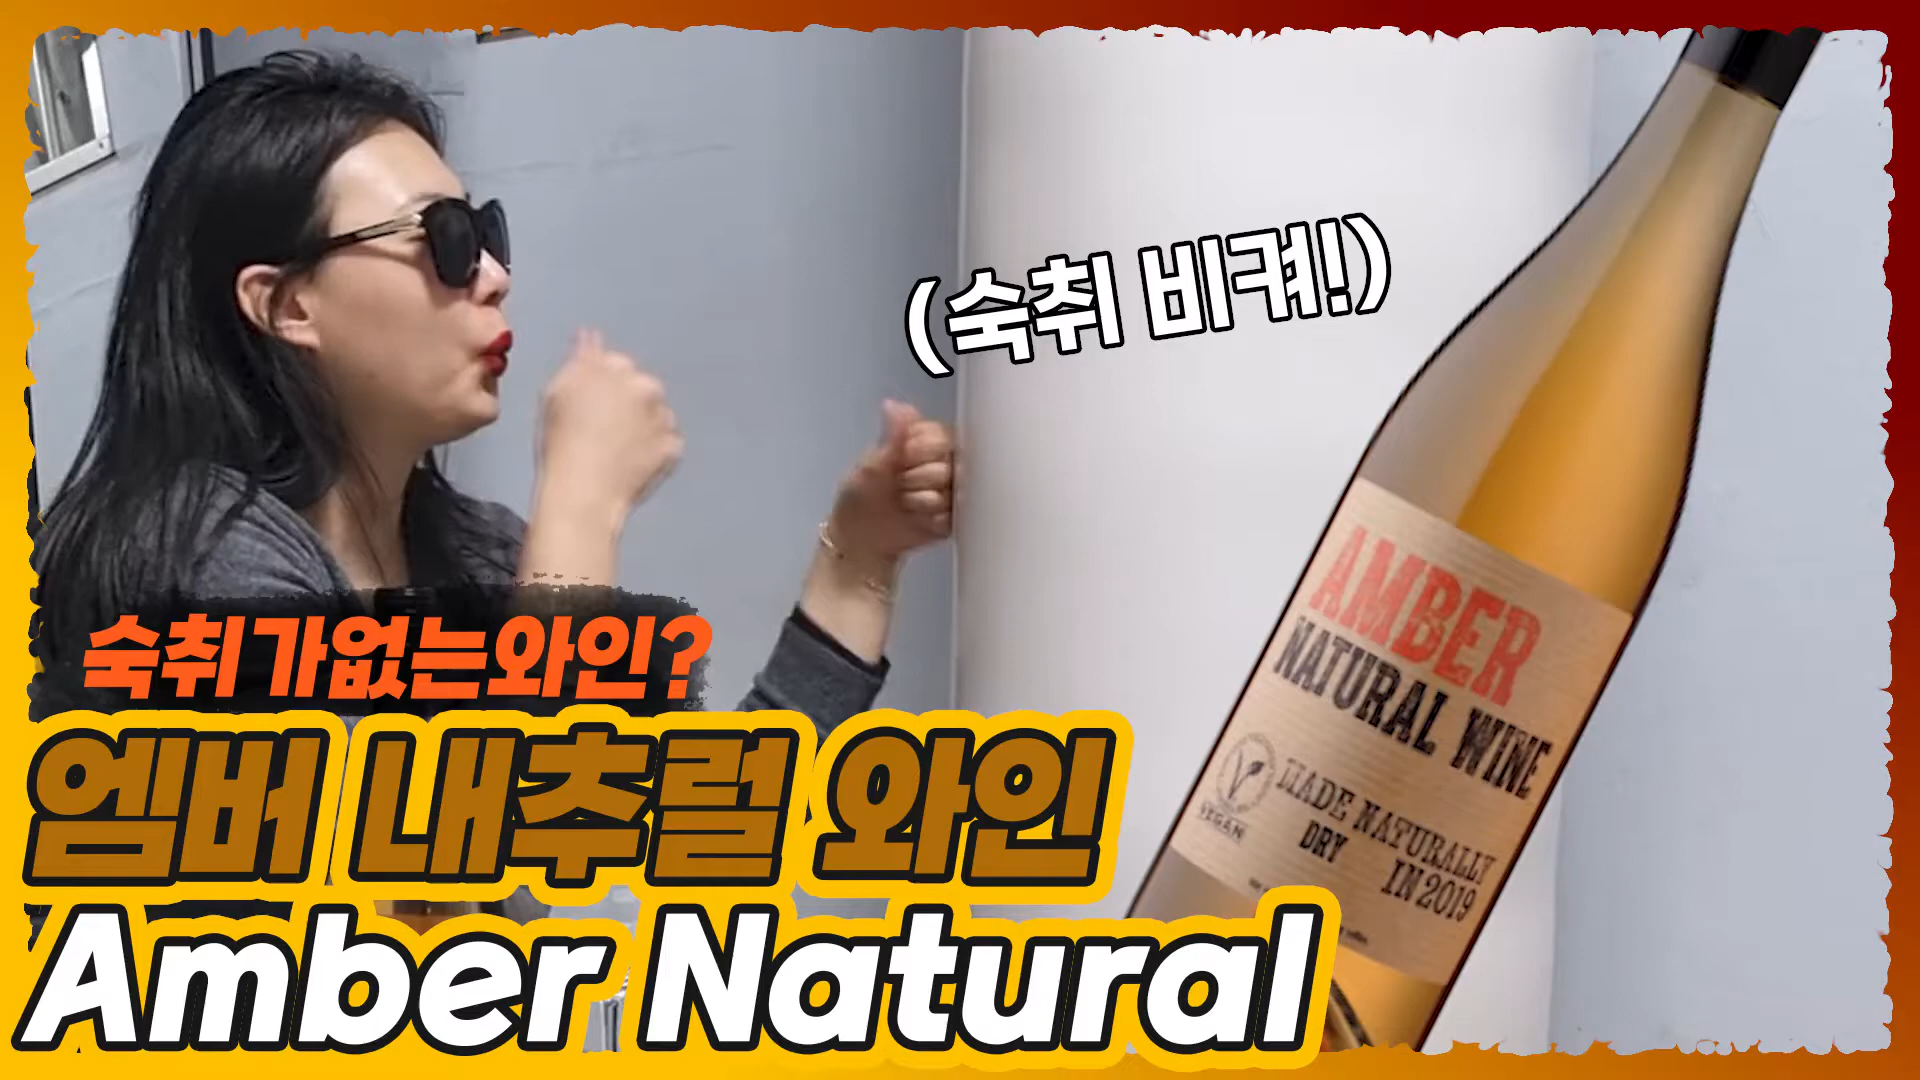 (숙취 비켜!)
숙취가없는와인?
엠버 내추럴 와인
Amber Natural
AMBER
NATURAL WINE
VEGAN
MADE NATURALLY
DRY IN 2019